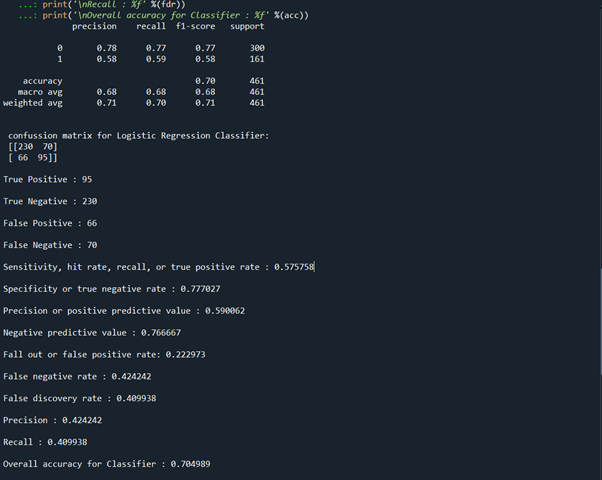 ...: print('\nRecall : %f' %(fdr))
...: print('\nOverall accuracy for Classifier : %f' %(acc))
precision recall f1-score support
0 0.78 0.77 0.77 300
1 0.58 0.59 0.58 161
accuracy 0.70 461
macro avg 0.68 0.68 0.68 461
weighted avg 0.71 0.70 0.71 461
confussion matrix for Logistic Regression Classifier:
[[230 70]
[ 66 95]]
True Positive : 95
True Negative : 230
False Positive : 66
False Negative : 70
Sensitivity, hit rate, recall, or true positive rate : 0.575758
Specificity or true negative rate : 0.777027
Precision or positive predictive value : 0.590062
Negative predictive value : 0.766667
Fall out or false positive rate: 0.222973
False negative rate : 0.424242
False discovery rate : 0.409938
Precision : 0.424242
Recall : 0.409938
Overall accuracy for Classifier : 0.704989